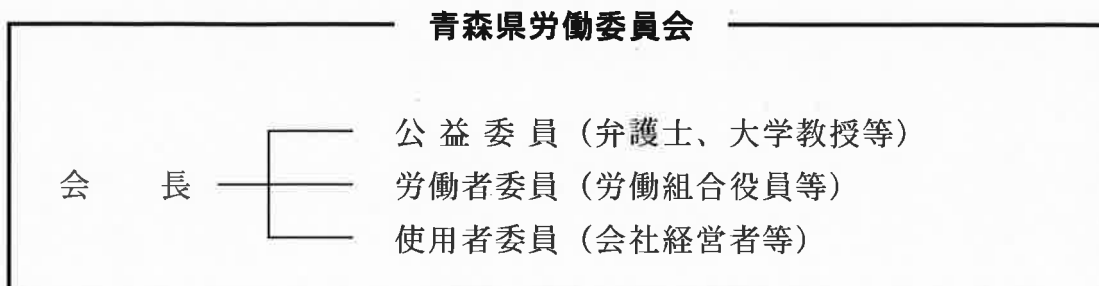 青森県労働委員会
公益委員（弁護士、大学教授等）
会長 労働者委員（労働組合役員等）
使用者委員（会社経営者等）